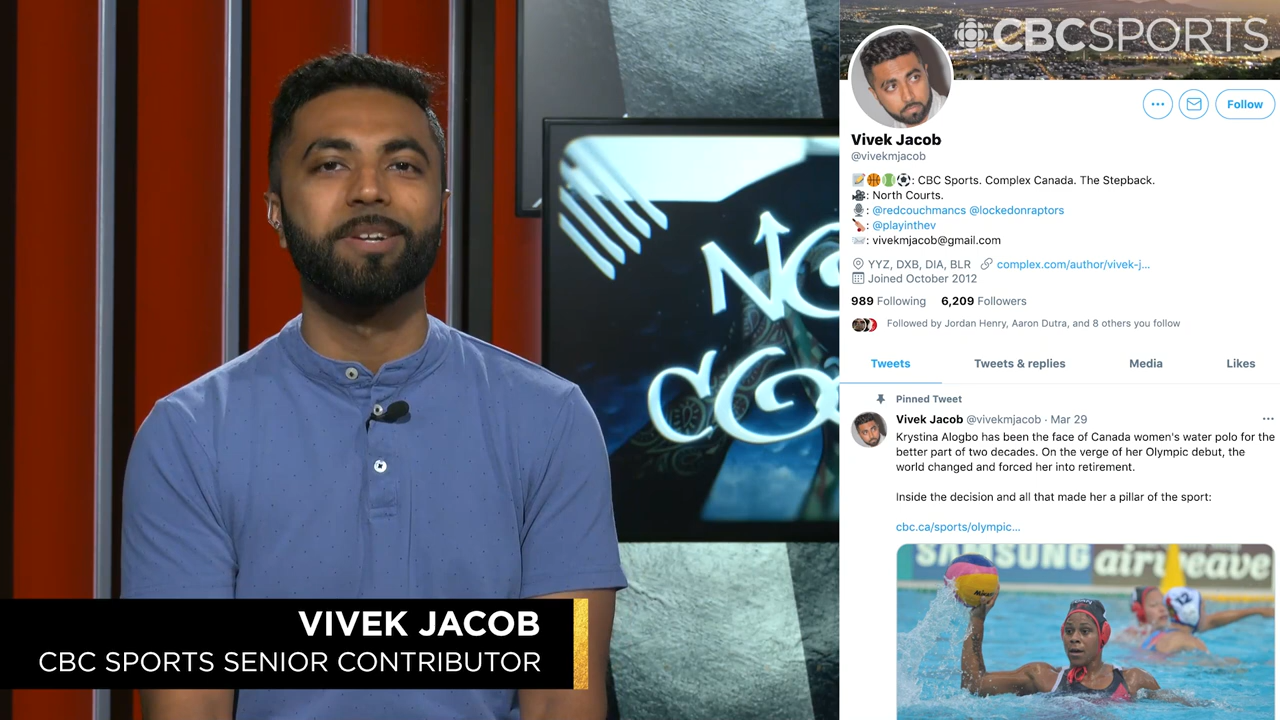 NO
CO
VIVEK JACOB
CBC SPORTS SENIOR CONTRIBUTOR
CBCSPORTS
Follow
Vivek Jacob
@vivekmjacob
📝🏀🎾⚽: CBC Sports. Complex Canada. The Stepback.
🎥: North Courts.
🎙: @redcouchmancs @lockedonraptors
🏏: @playinthev
📨: vivekmjacob@gmail.com
YYZ, DXB, DIA, BLR complex.com/author/vivek-j...
Joined October 2012
989 Following 6,209 Followers
Followed by Jordan Henry, Aaron Dutra, and 8 others you follow
Tweets Tweets & replies Media Likes
Pinned Tweet
Vivek Jacob @vivekmjacob · Mar 29
Krystina Alogbo has been the face of Canada women's water polo for the
better part of two decades. On the verge of her Olympic debut, the
world changed and forced her into retirement.
Inside the decision and all that made her a pillar of the sport:
cbc.ca/sports/olympic...
SAMSUNG airweave
12